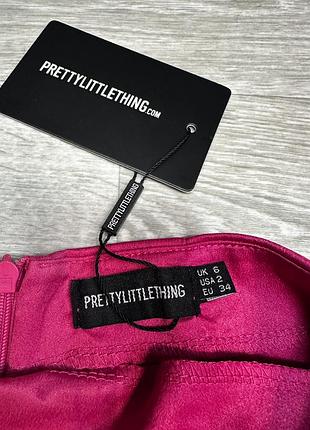 PRETTYLITTLETHING.COM
PRETTYLITTLETHING
PRETTYLITTLETHING
UK 6
USA 2
EU 34